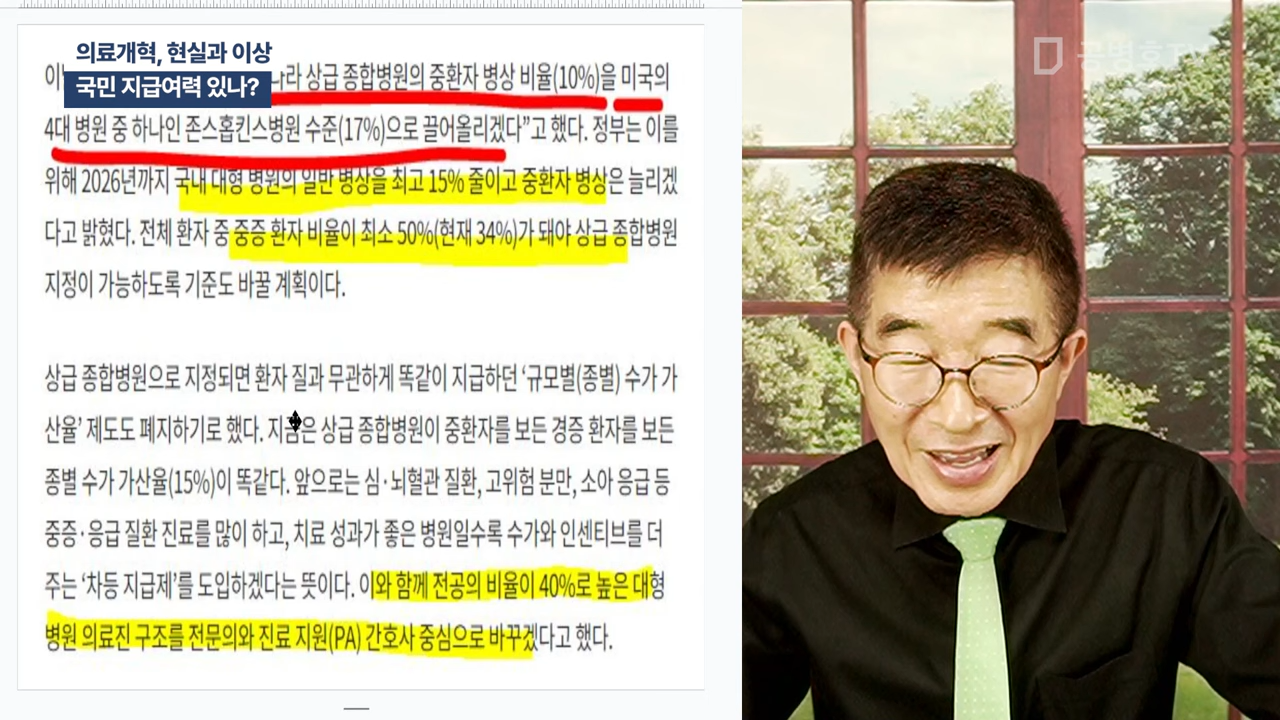 의료개혁, 현실과 이상
국민 지급여력 있나?
상급 종합병원의 중환자 병상 비율(10%)을 미국의
4대 병원 중 하나인 존스홉킨스병원 수준(17%)으로 끌어올리겠다”고 했다. 정부는 이를
위해 2026년까지 국내 대형 병원의 일반 병상을 최고 15% 줄이고 중환자 병상은 늘리겠
다고 밝혔다. 전체 환자 중 중증 환자 비율이 최소 50%(현재 34%)가 돼야 상급 종합병원
지정이 가능하도록 기준도 바꿀 계획이다.
상급 종합병원으로 지정되면 환자 질과 무관하게 똑같이 지급하던 ‘규모별(종별) 수가 가
산율’ 제도도 폐지하기로 했다. 지금은 상급 종합병원이 중환자를 보든 경증 환자를 보든
종별 수가 가산율(15%)이 똑같다. 앞으로는 심·뇌혈관 질환, 고위험 분만, 소아 응급 등
중증·응급 질환 진료를 많이 하고, 치료 성과가 좋은 병원일수록 수가와 인센티브를 더
주는 ‘차등 지급제’를 도입하겠다는 뜻이다. 이와 함께 전공의 비율이 40%로 높은 대형
병원 의료진 구조를 전문의와 진료 지원(PA) 간호사 중심으로 바꾸겠다고 했다.
공병호TV